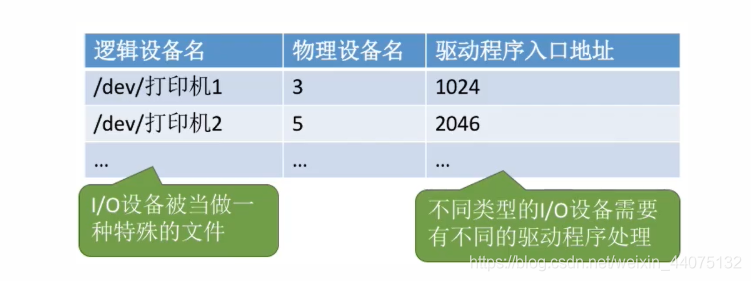 逻辑设备名 物理设备名 驱动程序入口地址
/dev/打印机1 3 1024
/dev/打印机2 5 2046
... ... ...
I/O设备被当做一
种特殊的文件
不同类型的I/O设备需要
有不同的驱动程序处理
https://blog.csdn.net/weixin_44075132